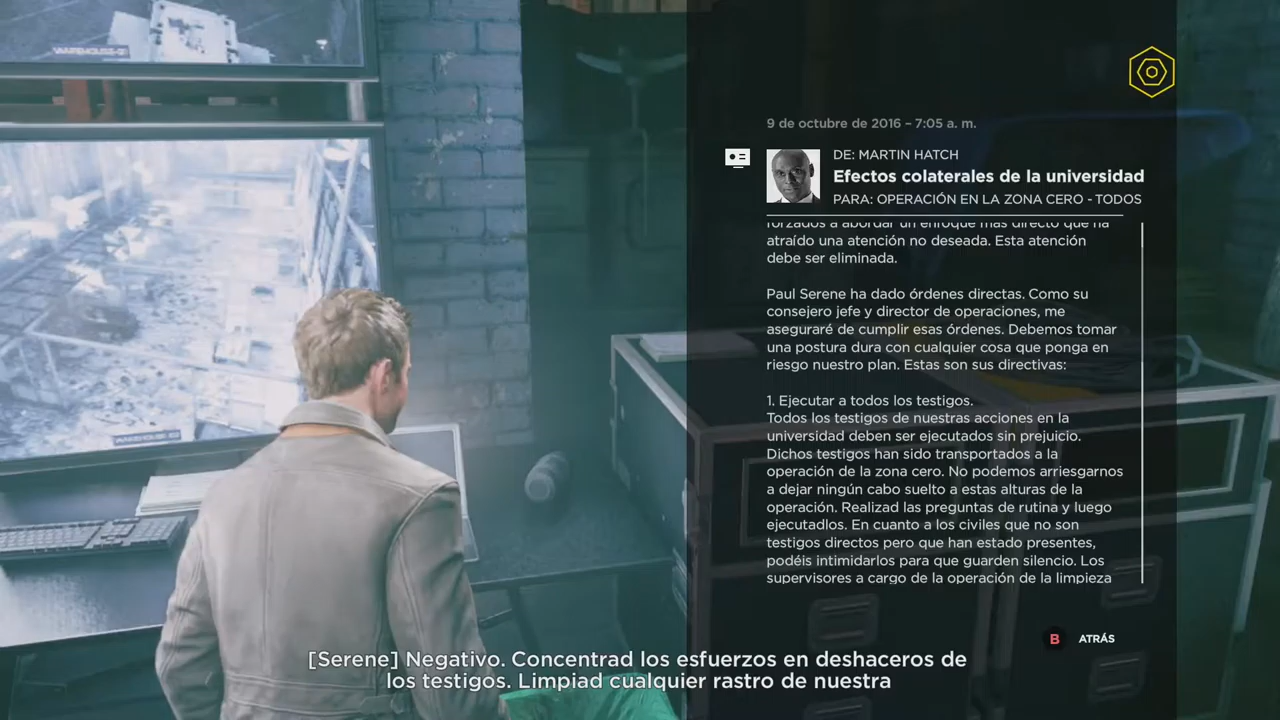 9 de octubre de 2016 – 7:05 a. m.
DE: MARTIN HATCH
Efectos colaterales de la universidad
PARA: OPERACIÓN EN LA ZONA CERO - TODOS
forzados a abordar un enfoque más directo que ha
atraído una atención no deseada. Esta atención
debe ser eliminada.
Paul Serene ha dado órdenes directas. Como su
consejero jefe y director de operaciones, me
aseguraré de cumplir esas órdenes. Debemos tomar
una postura dura con cualquier cosa que ponga en
riesgo nuestro plan. Estas son sus directivas:
1. Ejecutar a todos los testigos.
Todos los testigos de nuestras acciones en la
universidad deben ser ejecutados sin prejuicio.
Dichos testigos han sido transportados a la
operación de la zona cero. No podemos arriesgarnos
a dejar ningún cabo suelto a estas alturas de la
operación. Realizad las preguntas de rutina y luego
ejecutadlos. En cuanto a los civiles que no son
testigos directos pero que han estado presentes,
podéis intimidarlos para que guarden silencio. Los
supervisores a cargo de la operación de la limpieza
B ATRÁS
[Serene] Negativo. Concentrad los esfuerzos en deshaceros de
los testigos. Limpiad cualquier rastro de nuestra